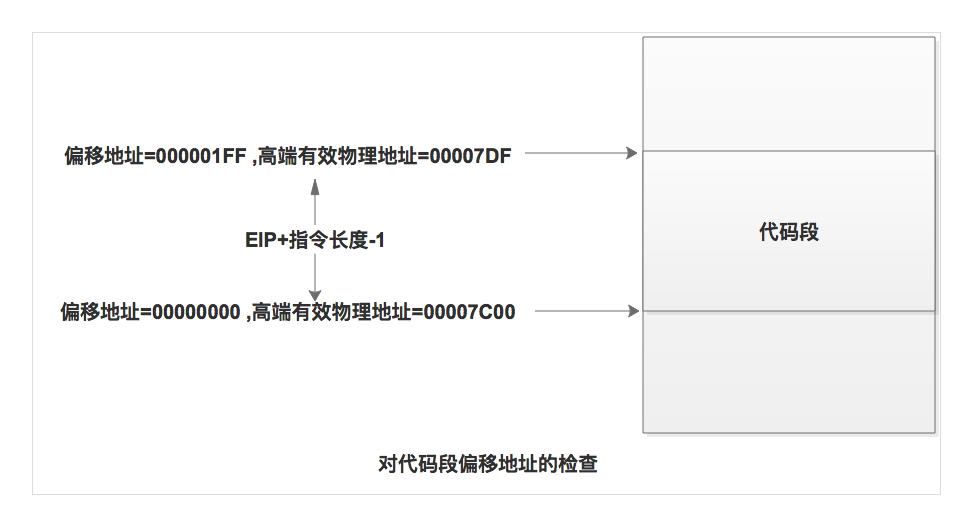 偏移地址=000001FF ,高端有效物理地址=00007DF
EIP+指令长度-1
代码段
偏移地址=00000000 ,高端有效物理地址=00007C00
对代码段偏移地址的检查